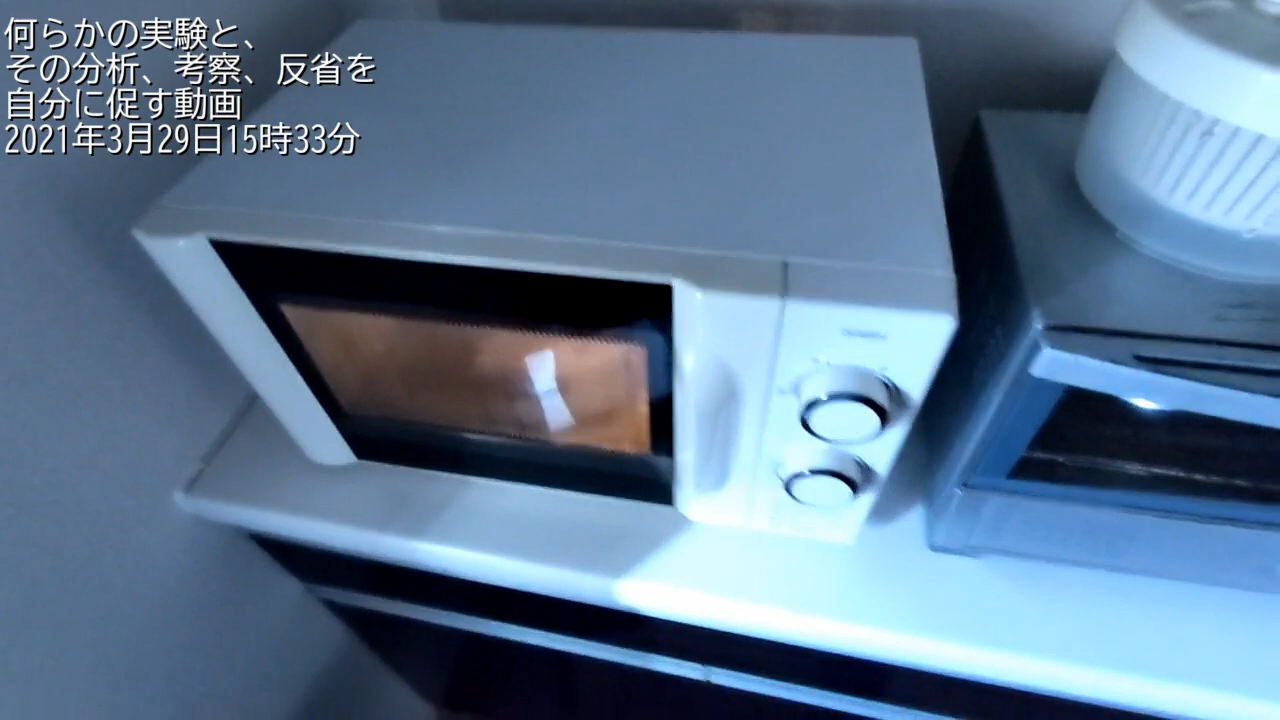 何らかの実験と、
その分析、考察、反省を
自分に促す動画
2021年3月29日15時33分